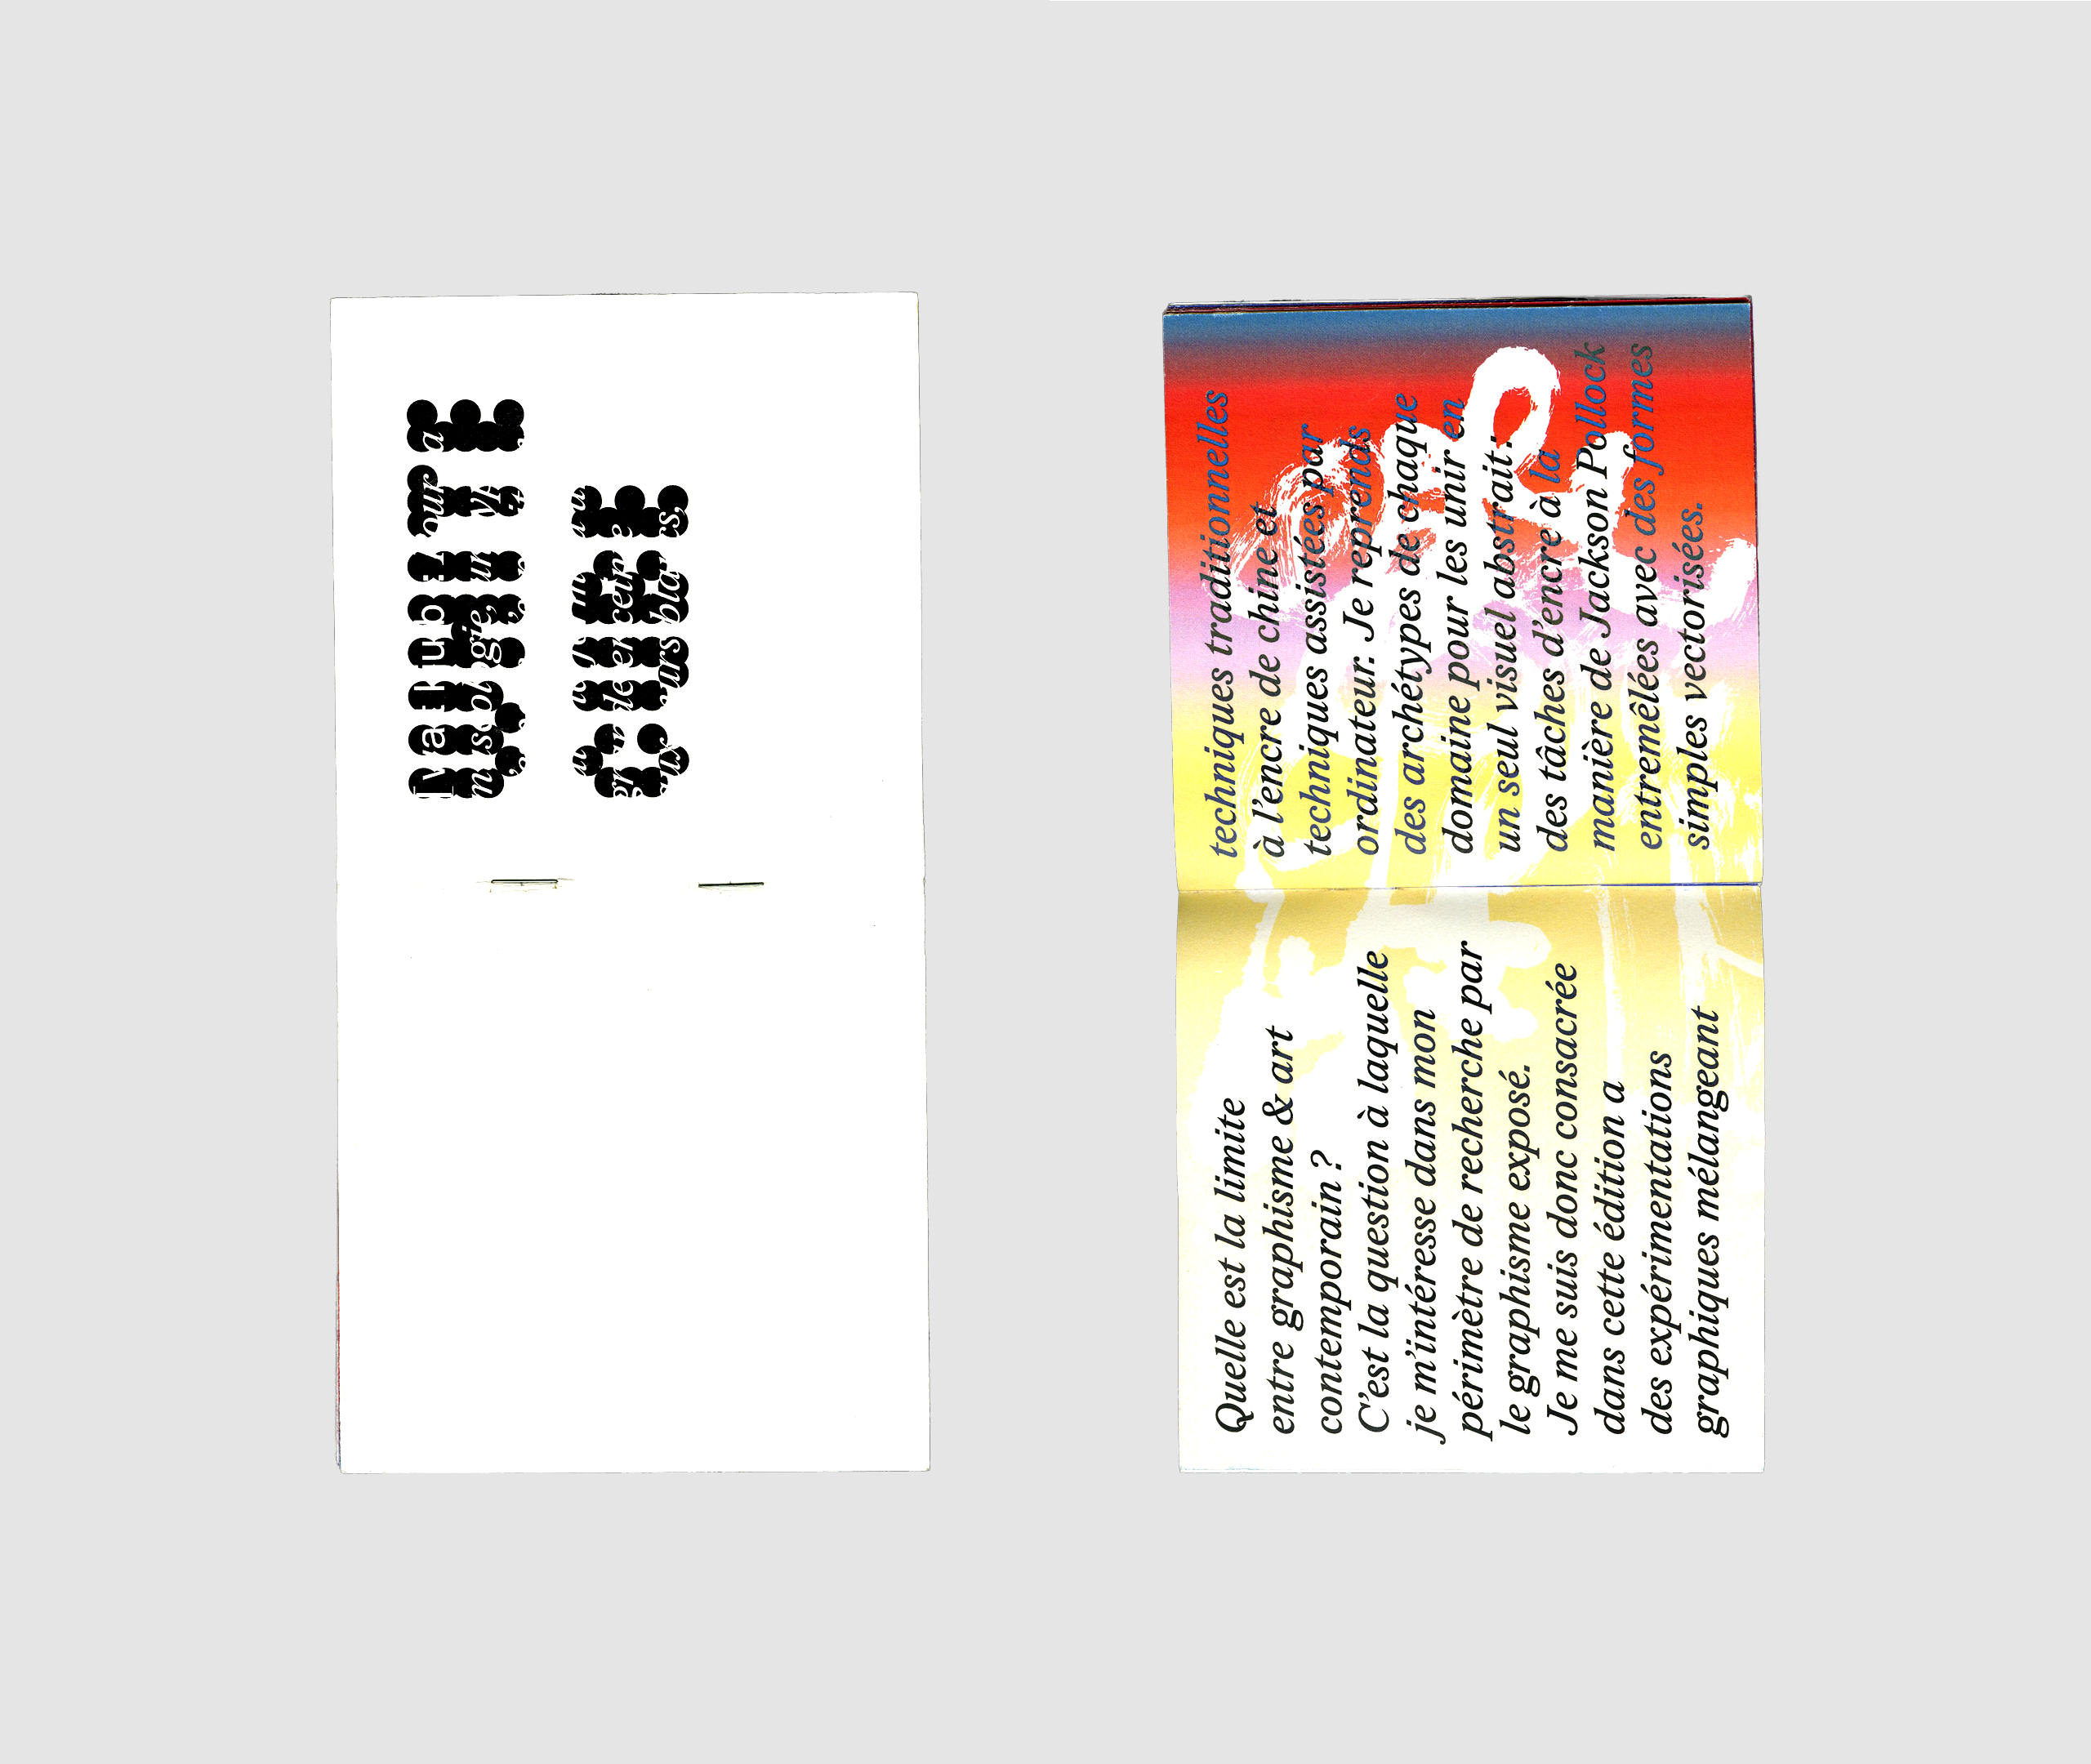 Quelle est la limite
entre graphisme & art
contemporain ?
C'est la question à laquelle
je m'intéresse dans mon
périmètre de recherche par
le graphisme exposé.
Je me suis donc consacrée
dans cette édition a
des expérimentations
graphiques mélangeant
techniques traditionnelles
à l'encre de chine et
techniques assistées par
ordinateur. Je reprends
des archétypes de chaque
domaine pour les unir en
un seul visuel abstrait :
des tâches d'encre à la
manière de Jackson Pollock
entremêlées avec des formes
simples vectorisées.